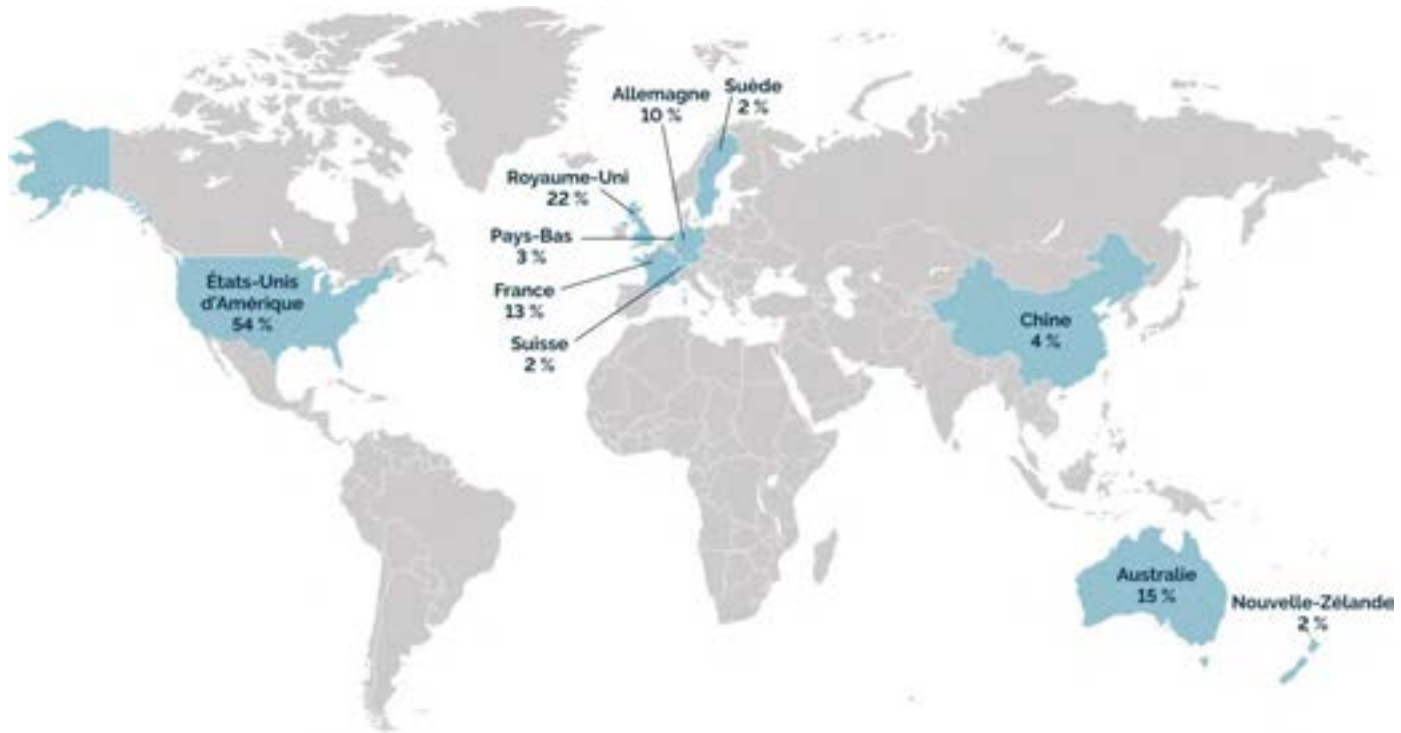 Suède
2 %
Allemagne
10 %
Royaume-Uni
22 %
Pays-Bas
3 %
France
13 %
Suisse
2 %
États-Unis
d'Amérique
54 %
Chine
4 %
Australie
15 %
Nouvelle-Zélande
2 %